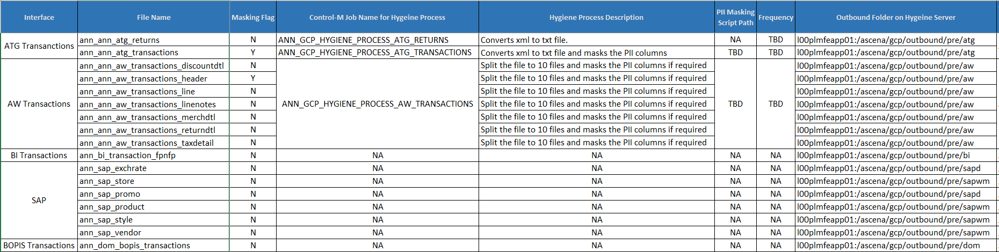 Interface File Name Masking Flag Control-M Job Name for Hygeine Process Hygiene Process Description PII Masking Script Path Frequency Outbound Folder on Hygeine Server
ATG Transanctions
ann_ann_atg_returns N ANN_GCP_HYGIENE_PROCESS_ATG_RETURNS Converts xml to txt file. NA TBD l00plmfeapp01:/ascena/gcp/outbound/pre/atg
ann_ann_atg_transactions Y ANN_GCP_HYGIENE_PROCESS_ATG_TRANSACTIONS Converts xml to txt file and masks the PII columns TBD TBD l00plmfeapp01:/ascena/gcp/outbound/pre/atg
ann_ann_aw_transactions_discountdtl N Split the file to 10 files and masks the PII columns if required l00plmfeapp01:/ascena/gcp/outbound/pre/aw
ann_ann_aw_transactions_header Y Split the file to 10 files and masks the PII columns if required l00plmfeapp01:/ascena/gcp/outbound/pre/aw
ann_ann_aw_transactions_line N Split the file to 10 files and masks the PII columns if required l00plmfeapp01:/ascena/gcp/outbound/pre/aw
AW Transactions ann_ann_aw_transactions_linenotes N ANN_GCP_HYGIENE_PROCESS_AW_TRANSACTIONS Split the file to 10 files and masks the PII columns if required TBD TBD l00plmfeapp01:/ascena/gcp/outbound/pre/aw
ann_ann_aw_transactions_merchdtl N Split the file to 10 files and masks the PII columns if required l00plmfeapp01:/ascena/gcp/outbound/pre/aw
ann_ann_aw_transactions_returndtl N Split the file to 10 files and masks the PII columns if required l00plmfeapp01:/ascena/gcp/outbound/pre/aw
ann_ann_aw_transactions_taxdetail N Split the file to 10 files and masks the PII columns if required l00plmfeapp01:/ascena/gcp/outbound/pre/aw
BI Transactions ann_bi_transaction_fpnfp N NA NA NA NA l00plmfeapp01:/ascena/gcp/outbound/pre/bi
ann_sap_exchrate N NA NA NA NA l00plmfeapp01:/ascena/gcp/outbound/pre/sapd
ann_sap_store N NA NA NA NA l00plmfeapp01:/ascena/gcp/outbound/pre/sapwm
ann_sap_promo N NA NA NA NA l00plmfeapp01:/ascena/gcp/outbound/pre/sapd
SAP
ann_sap_product N NA NA NA NA l00plmfeapp01:/ascena/gcp/outbound/pre/sapwm
ann_sap_style N NA NA NA NA l00plmfeapp01:/ascena/gcp/outbound/pre/sapwm
ann_sap_vendor N NA NA NA NA l00plmfeapp01:/ascena/gcp/outbound/pre/sapwm
BOPIS Transactions ann_dom_bopis_transactions N NA NA NA NA l00plmfeapp01:/ascena/gcp/outbound/pre/dom